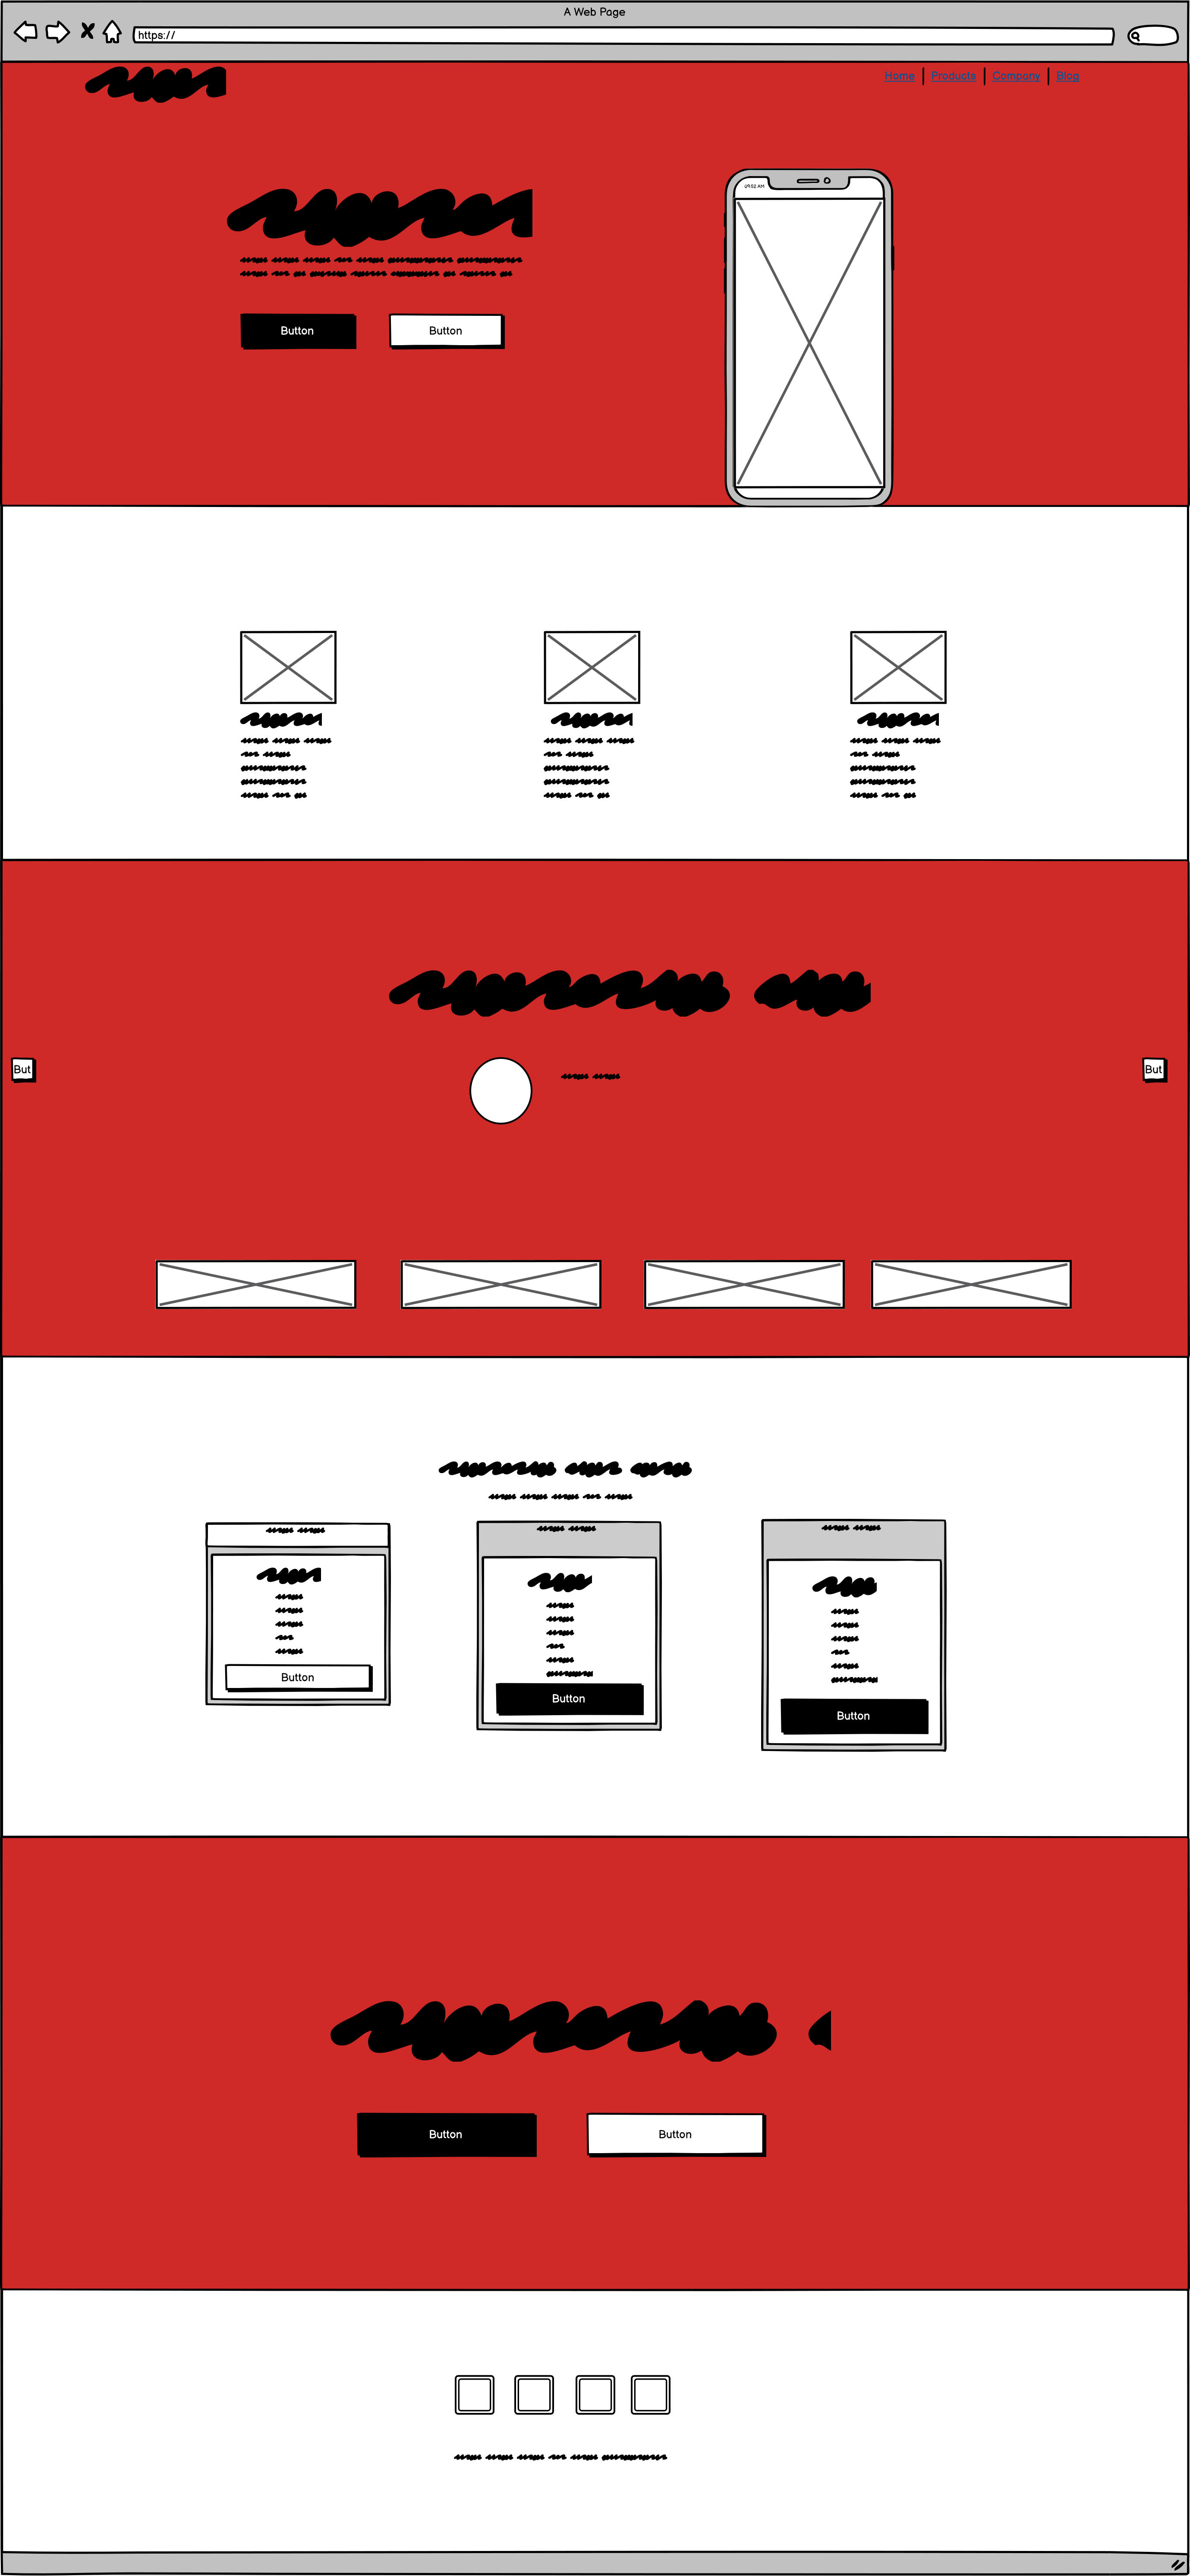 A Web Page
https://
Home Products Company Blog
09:02 AM
Button Button
But But
Button
Button
Button
Button Button